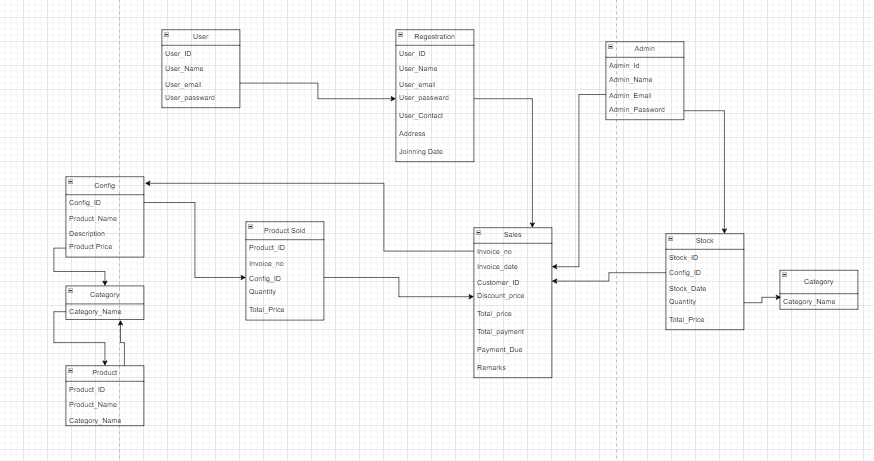 User
User_ID
User_Name
User_email
User_passward
Regestration
User_ID
User_Name
User_email
User_passward
User_Contact
Address
Joinning Date
Admin
Admin_Id
Admin_Name
Admin_Email
Admin_Password
Config
Config_ID
Product_Name
Description
Product Price
Product Sold
Product_ID
Invoice_no
Config_ID
Quantity
Total_Price
Sales
Invoice_no
Invoice_date
Customer_ID
Discount_price
Total_price
Total_payment
Payment_Due
Remarks
Stock
Stock_ID
Config_ID
Stock_Date
Quantity
Total_Price
Category
Category_Name
Category
Category_Name
Product
Product_ID
Product_Name
Category_Name